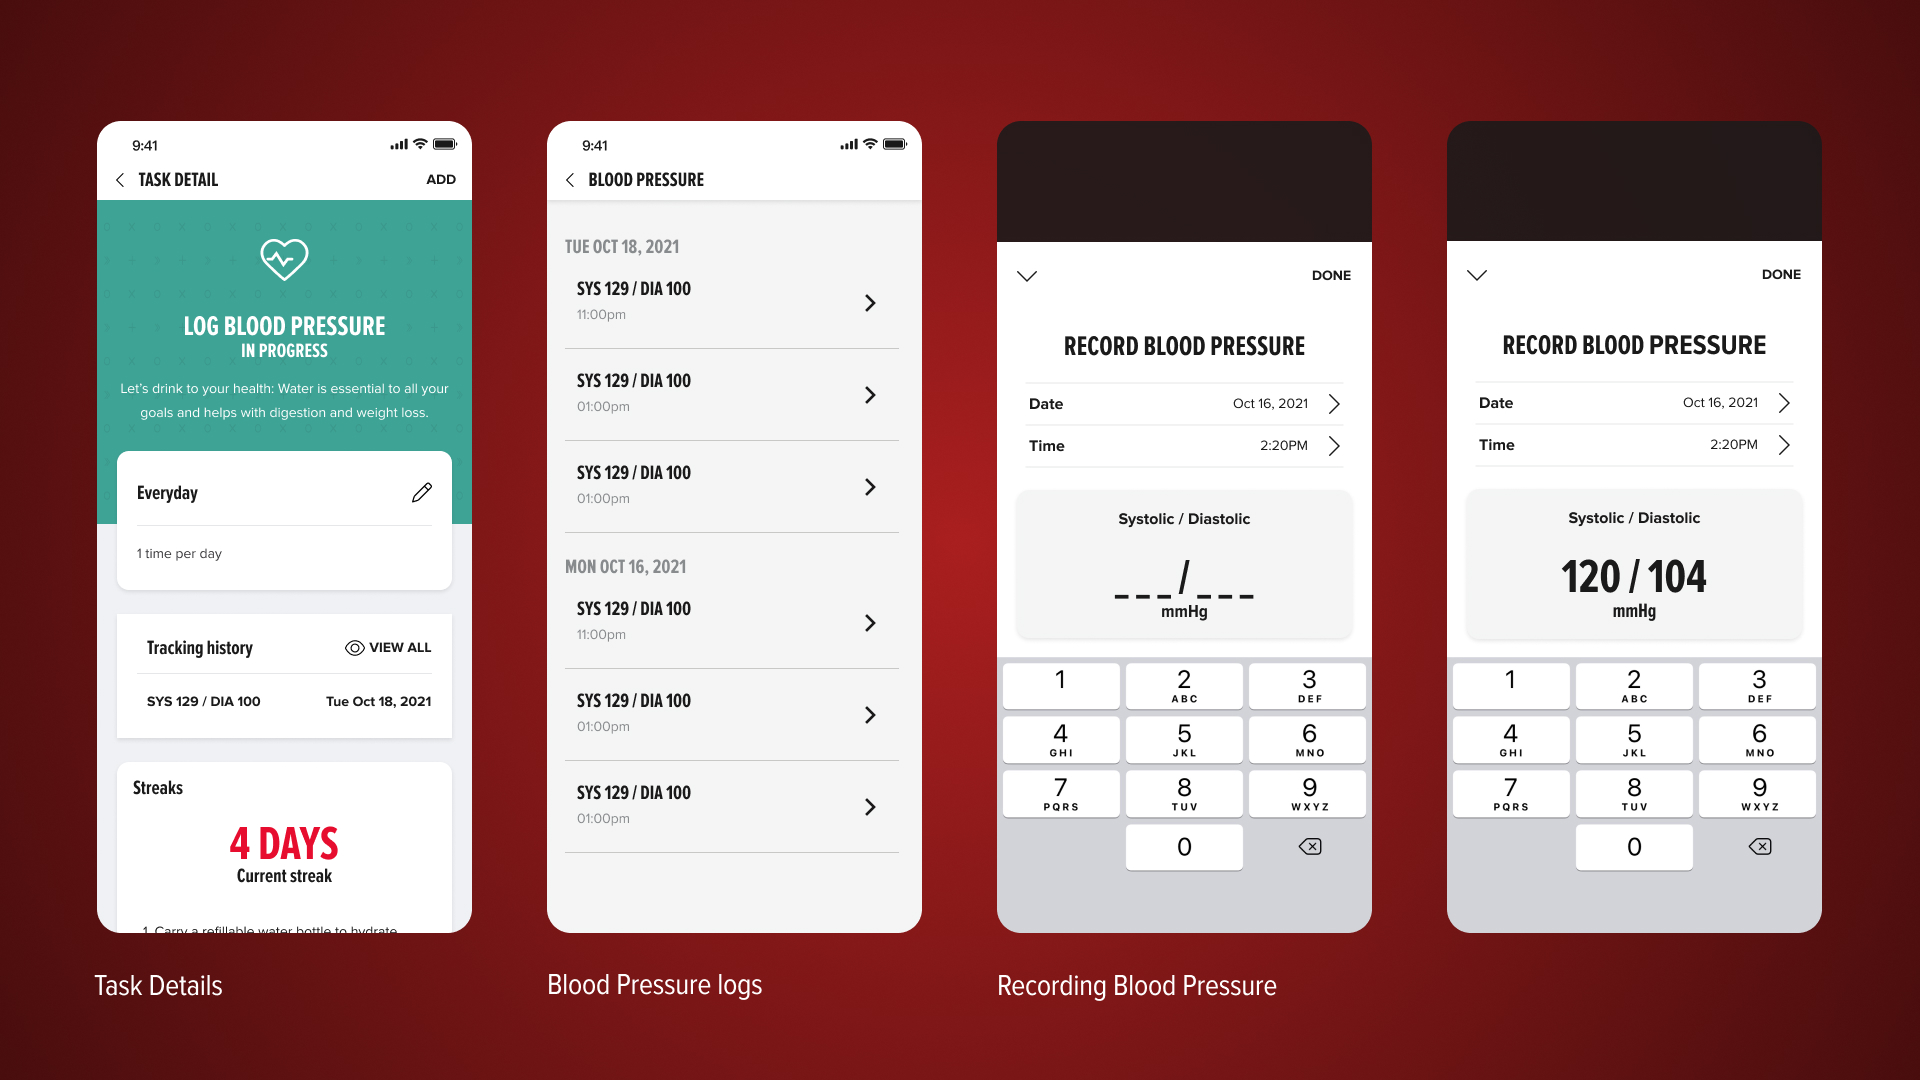 9:41
TASK DETAIL
ADD
LOG BLOOD PRESSURE
IN PROGRESS
Let's drink to your health: Water is essential to all your
goals and helps with digestion and weight loss.
Everyday
1 time per day
Tracking history
VIEW ALL
SYS 129 / DIA 100
Tue Oct 18, 2021
Streaks
4 DAYS
Current streak
1. Carry a refillable water bottle to hydrate
Task Details
9:41
BLOOD PRESSURE
TUE OCT 18, 2021
SYS 129 / DIA 100
11:00pm
SYS 129 / DIA 100
01:00pm
SYS 129 / DIA 100
01:00pm
MON OCT 16, 2021
SYS 129 / DIA 100
11:00pm
SYS 129 / DIA 100
01:00pm
SYS 129 / DIA 100
01:00pm
Blood Pressure logs
DONE
RECORD BLOOD PRESSURE
Date
Oct 16, 2021
Time
2:20PM
Systolic / Diastolic
_ _ _ / _ _ _
mmHg
1 2 3
ABC DEF
4 5 6
GHI JKL MNO
7 8 9
PQRS TUV WXYZ
0
Recording Blood Pressure
DONE
RECORD BLOOD PRESSURE
Date
Oct 16, 2021
Time
2:20PM
Systolic / Diastolic
120 / 104
mmHg
1 2 3
ABC DEF
4 5 6
GHI JKL MNO
7 8 9
PQRS TUV WXYZ
0